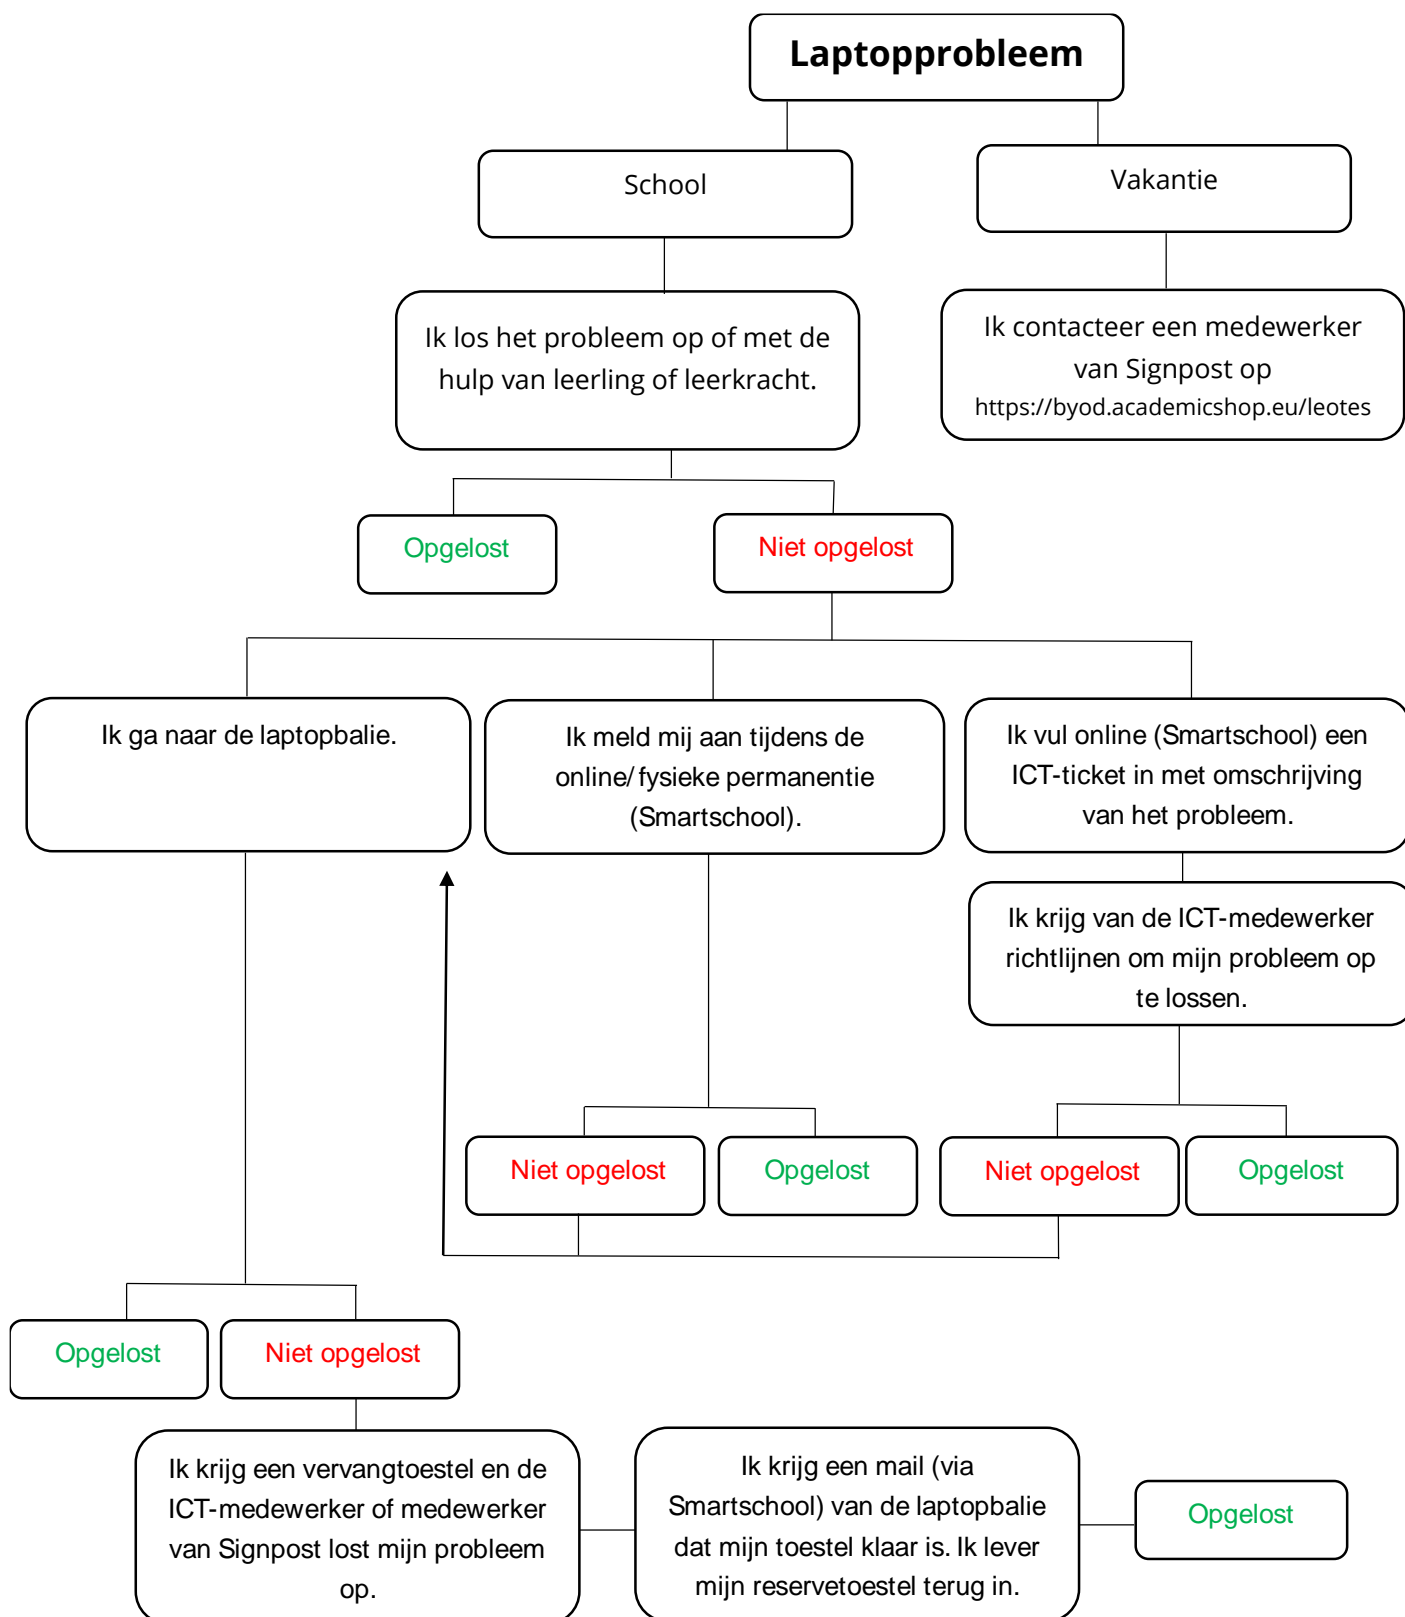 Laptopprobleem
School
Vakantie
Ik los het probleem op of met de
hulp van leerling of leerkracht.
Ik contacteer een medewerker
van Signpost op
https://byod.academicshop.eu/leotes
Opgelost
Niet opgelost
Ik ga naar de laptopbalie.
Ik meld mij aan tijdens de
online/fysieke permanentie
(Smartschool).
Ik vul online (Smartschool) een
ICT-ticket in met omschrijving
van het probleem.
Ik krijg van de ICT-medewerker
richtlijnen om mijn probleem op
te lossen.
Niet opgelost
Opgelost
Niet opgelost
Opgelost
Opgelost
Niet opgelost
Ik krijg een vervangtoestel en de
ICT-medewerker of medewerker
van Signpost lost mijn probleem
op.
Ik krijg een mail (via
Smartschool) van de laptopbalie
dat mijn toestel klaar is. Ik lever
mijn reservetoestel terug in.
Opgelost